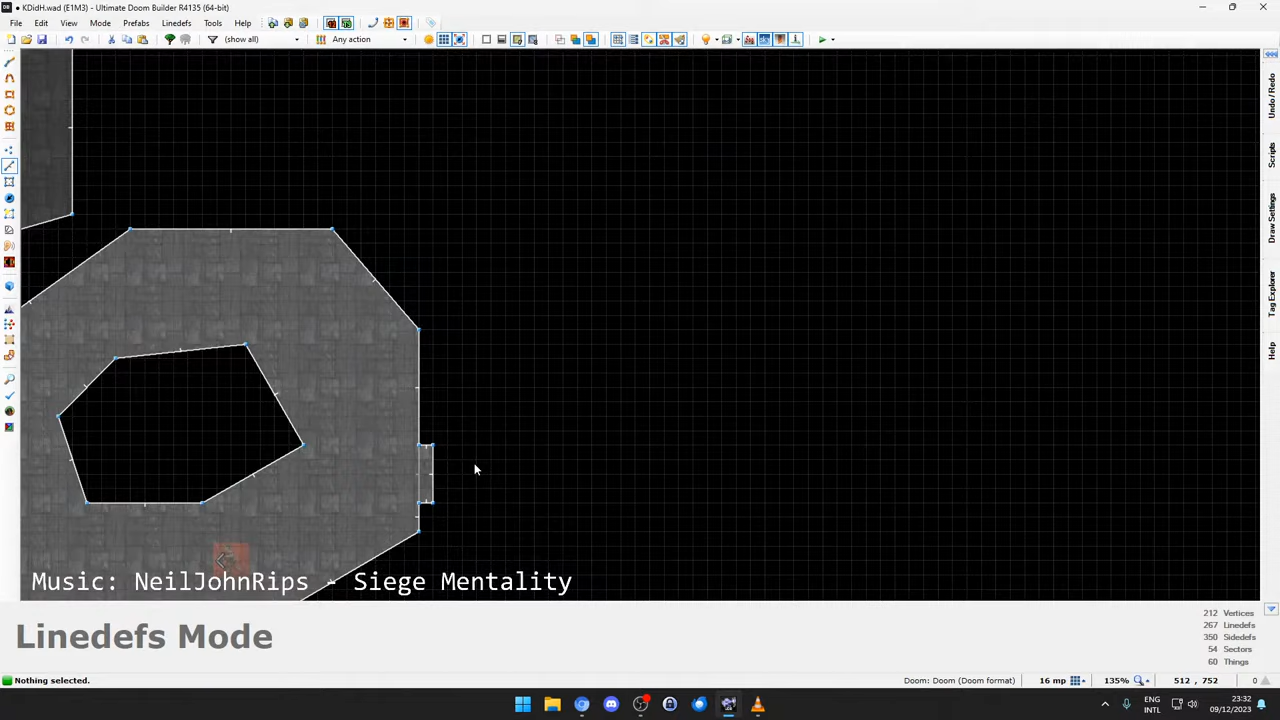 KDidH.wad (E1M3) - Ultimate Doom Builder R4135 (64-bit)
File Edit View Mode Prefabs Linedefs Tools Help
(show all) Any action
Undo / Redo
Scripts
Draw Settings
Tag Explorer
Help
Music: NeilJohnRips - Siege Mentality
Linedefs Mode
212 Vertices
267 Linedefs
350 Sidedefs
54 Sectors
60 Things
Nothing selected.
Doom: Doom (Doom format) 16 mp 135% 512 , 752 0
ENG
INTL
23:32
09/12/2023